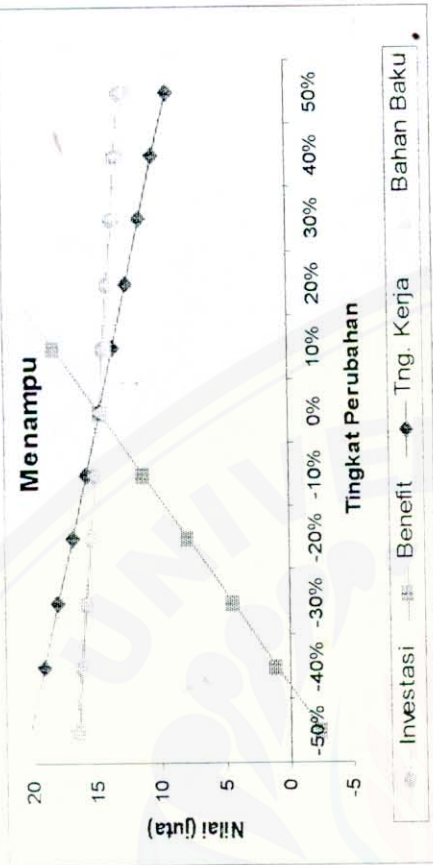 Menampu
20
15
10
5
0
-5
Nilai (juta)
-50% -40% -30% -20% -10% 0% 10% 20% 30% 40% 50%
Tingkat Perubahan
Investasi Benefit Tng. Kerja Bahan Baku
UNIVE